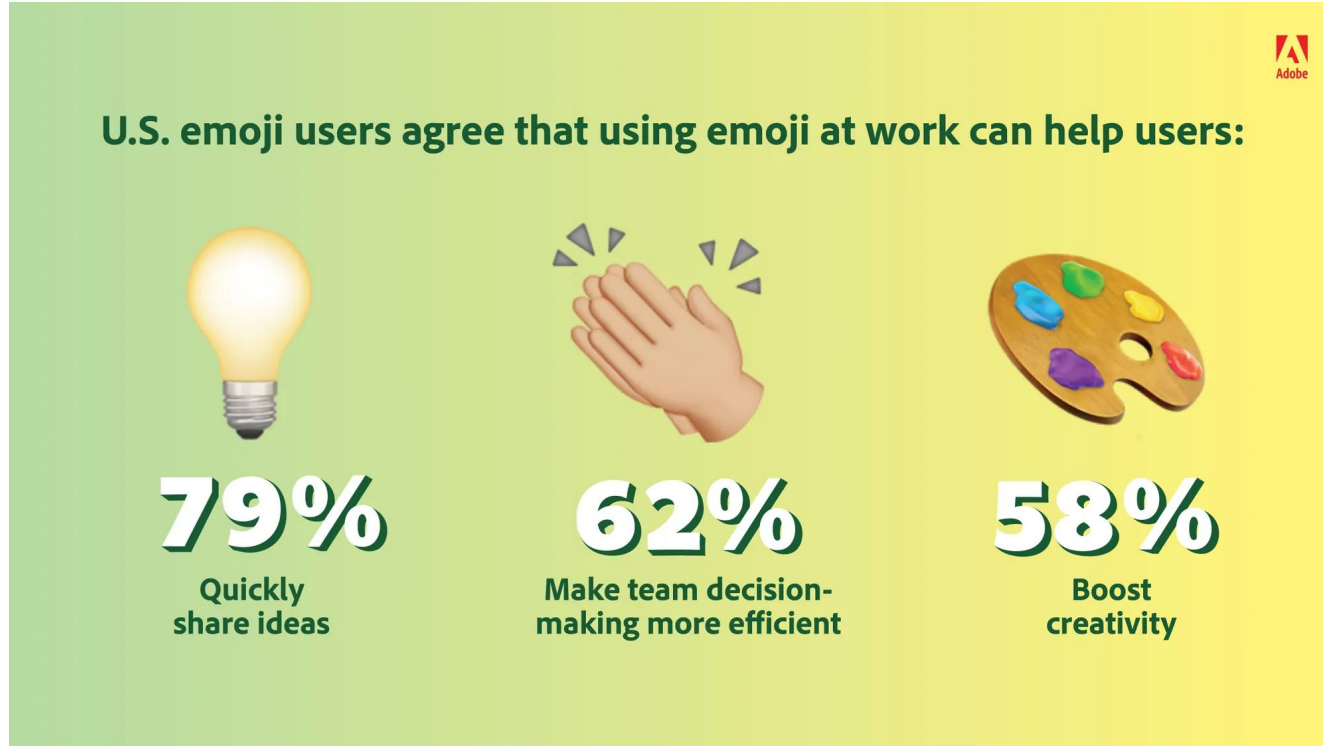 Adobe
U.S. emoji users agree that using emoji at work can help users:
79%
Quickly
share ideas
62%
Make team decision-
making more efficient
58%
Boost
creativity